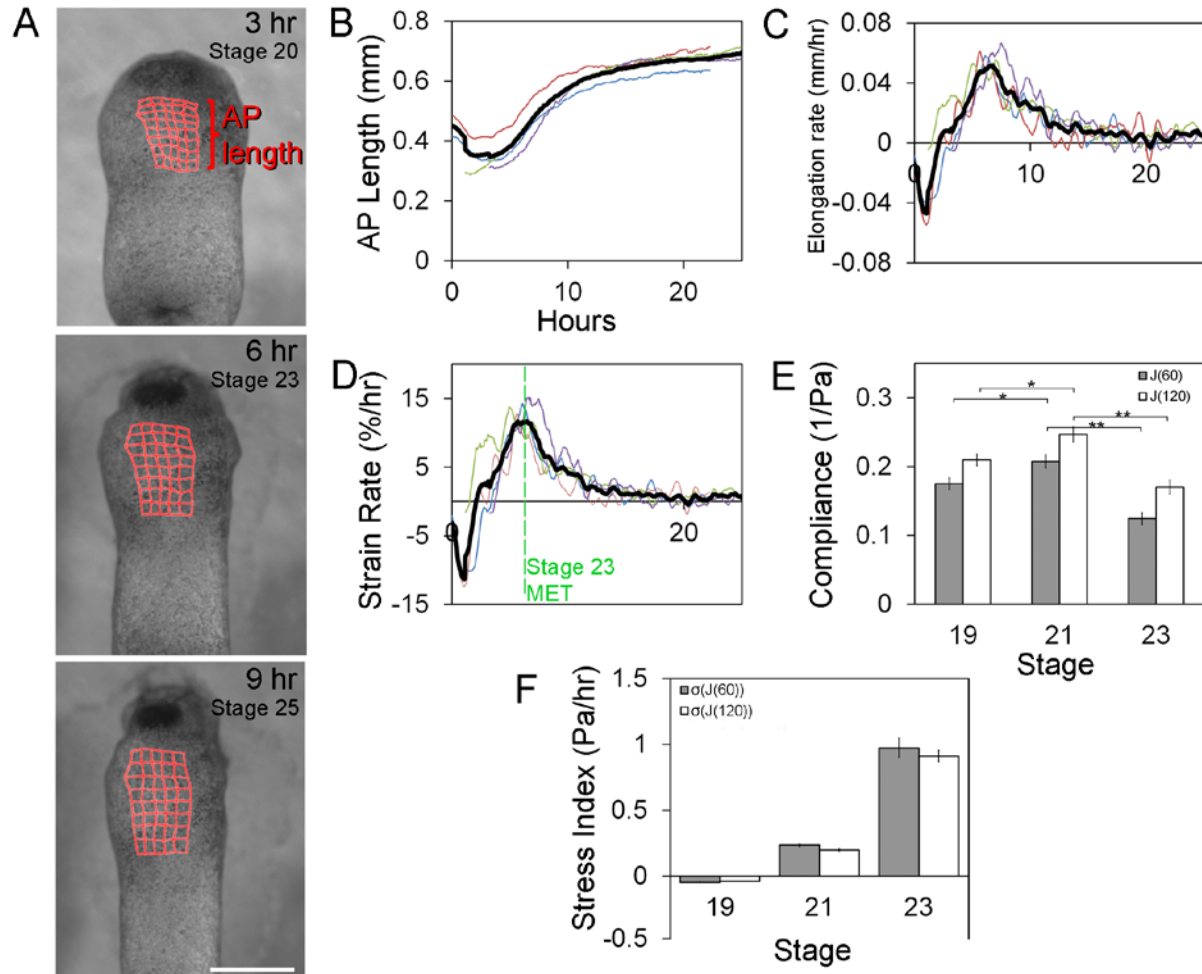 A
3 hr
Stage 20
AP
length
6 hr
Stage 23
9 hr
Stage 25
B
AP Length (mm)
0.8
0.6
0.4
0.2
0
0
10
20
Hours
C
Elongation rate (mm/hr)
0.08
0.04
0
-0.04
-0.08
0
10
20
D
Strain Rate (%/hr)
15
5
-5
-15
0
20
Stage 23
MET
E
Compliance (1/Pa)
0.3
0.2
0.1
0
J(60)
J(120)
*
*
**
**
19
21
23
Stage
F
Stress Index (Pa/hr)
1.5
1
0.5
0
-0.5
σ(J(60))
σ(J(120))
19
21
23
Stage